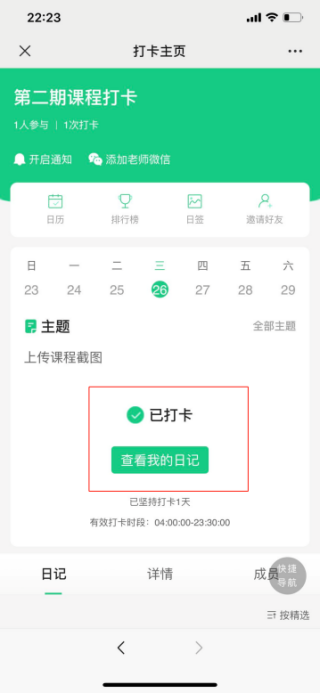 22:23
打卡主页
第二期课程打卡
1人参与 | 1次打卡
开启通知 添加老师微信
日历 排行榜 日签 邀请好友
日 一 二 三 四 五 六
23 24 25 26 27 28 29
主题 全部主题
上传课程截图
已打卡
查看我的日记
已坚持打卡1天
有效打卡时段：04:00:00-23:30:00
日记 详情 成员
快捷
导航
按精选